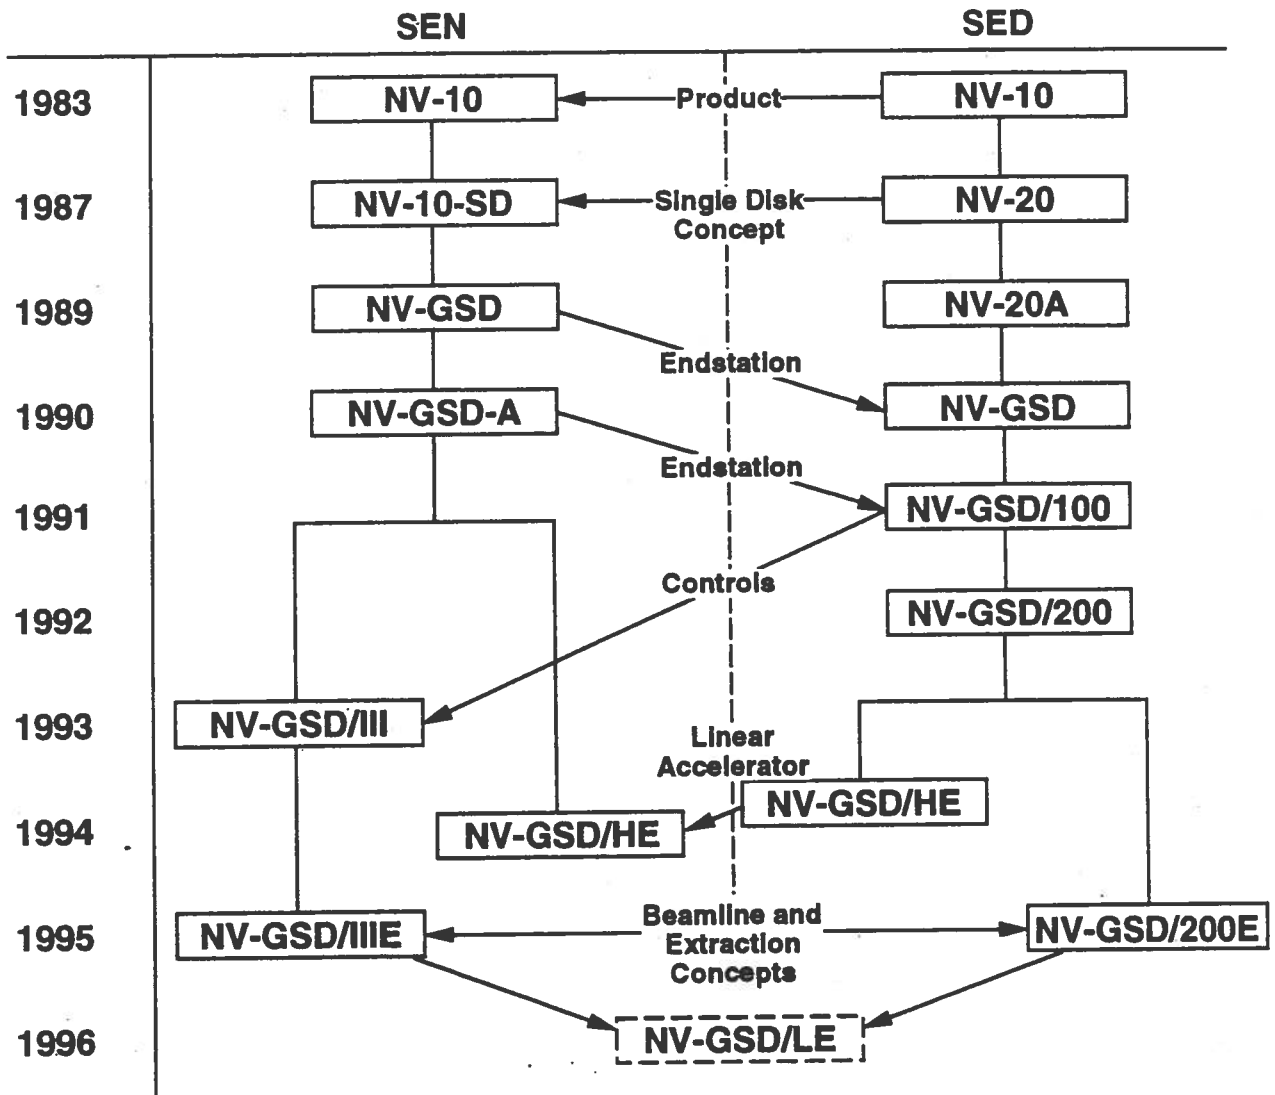 SEN SED
1983 NV-10 Product NV-10
1987 NV-10-SD Single Disk NV-20
Concept
1989 NV-GSD NV-20A
Endstation
1990 NV-GSD-A NV-GSD
Endstation
1991 NV-GSD/100
Controls
1992 NV-GSD/200
1993 NV-GSD/III
Linear
Accelerator
NV-GSD/HE
1994 NV-GSD/HE
Beamline and
1995 NV-GSD/IIIE Extraction NV-GSD/200E
Concepts
1996 NV-GSD/LE